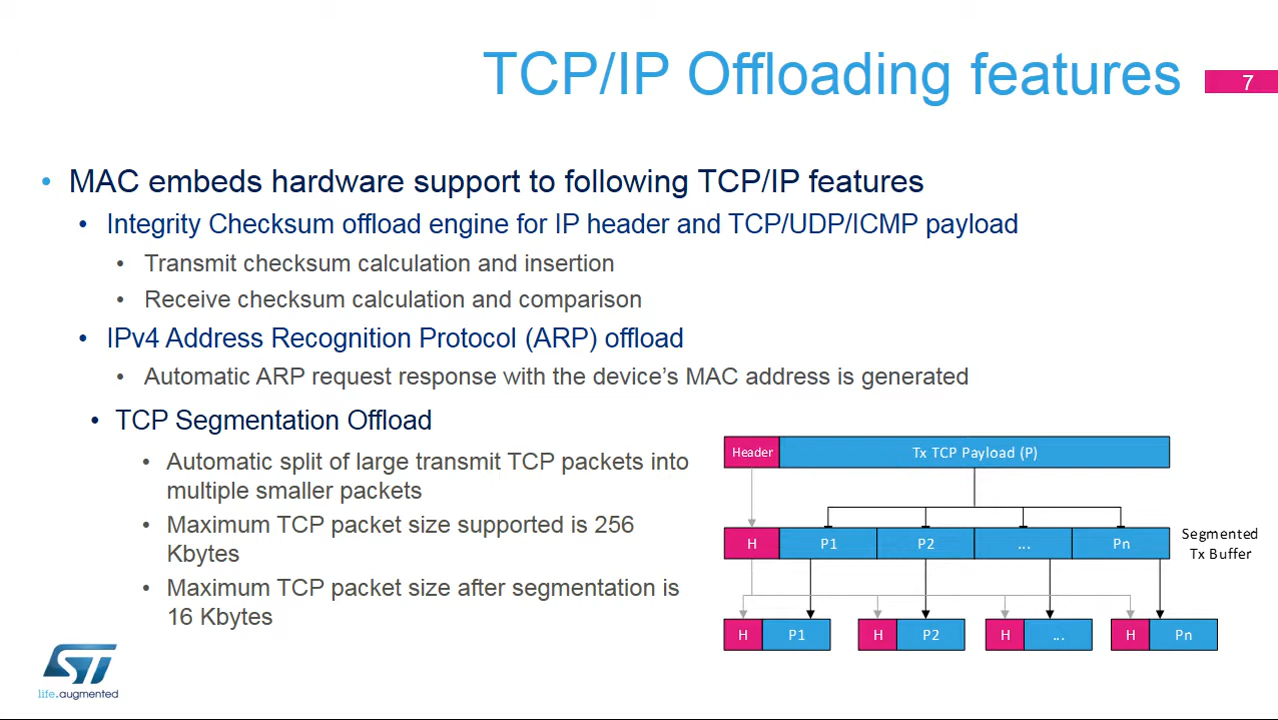 TCP/IP Offloading features
7
• MAC embeds hardware support to following TCP/IP features
• Integrity Checksum offload engine for IP header and TCP/UDP/ICMP payload
• Transmit checksum calculation and insertion
• Receive checksum calculation and comparison
• IPv4 Address Recognition Protocol (ARP) offload
• Automatic ARP request response with the device’s MAC address is generated
• TCP Segmentation Offload
• Automatic split of large transmit TCP packets into
multiple smaller packets
• Maximum TCP packet size supported is 256
Kbytes
• Maximum TCP packet size after segmentation is
16 Kbytes
Header Tx TCP Payload (P)
H P1 P2 ... Pn
Segmented
Tx Buffer
H P1 H P2 H ... H Pn
ST
life.augmented